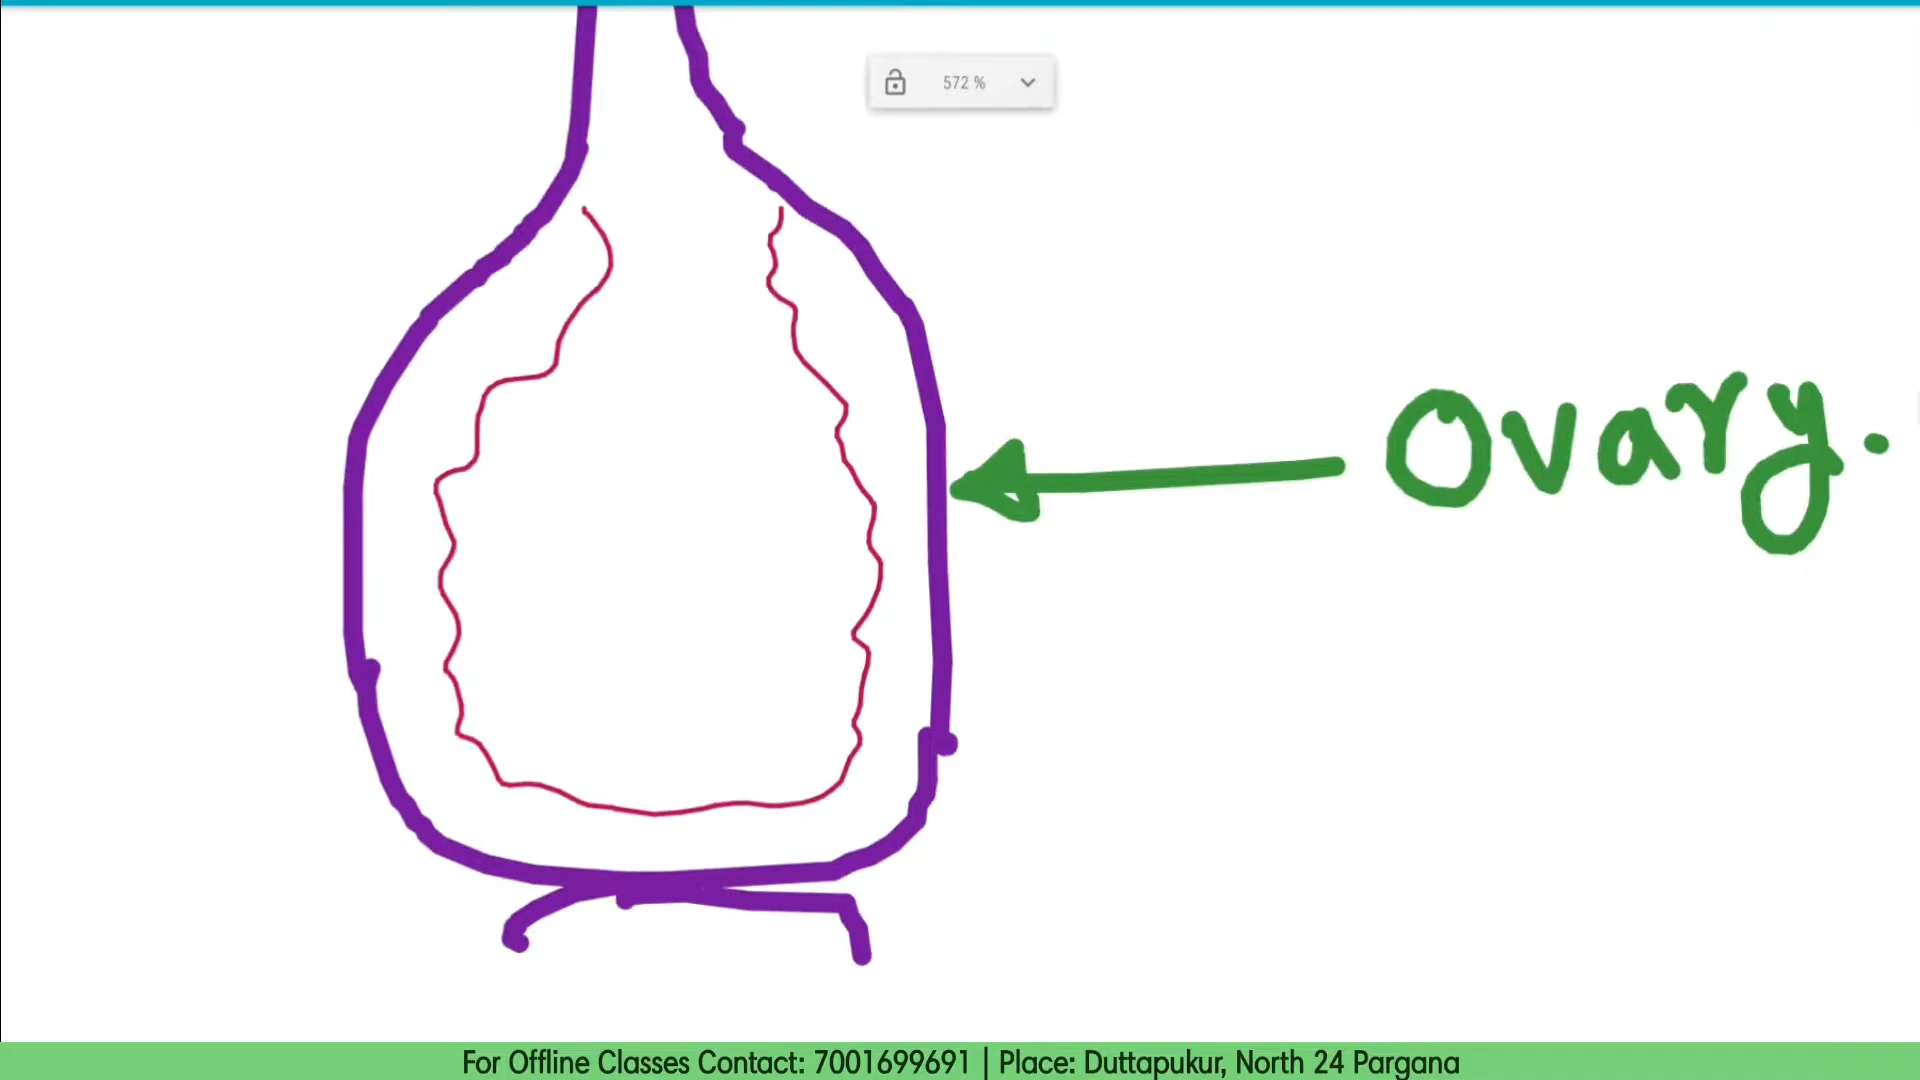 572 %
Ovary.
For Offline Classes Contact: 7001699691 | Place: Duttapukur, North 24 Pargana